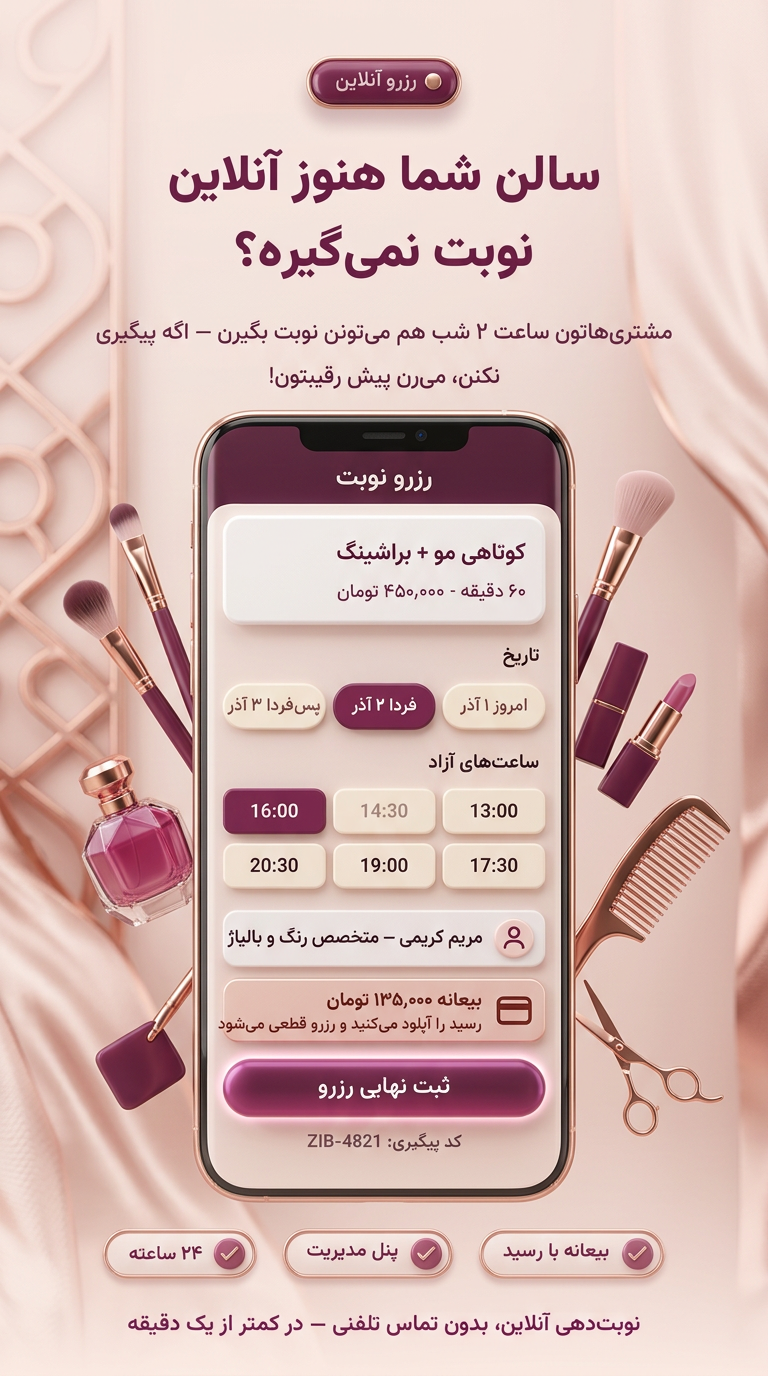 رزرو آنلاین
سالن شما هنوز آنلاین
نوبت نمی‌گیره؟
مشتری‌هاتون ساعت ۲ شب هم می‌تونن نوبت بگیرن – اگه پیگیری
نکنن، می‌رن پیش رقیبتون!
رزرو نوبت
کوتاهی مو + براشینگ
۶۰ دقیقه - ۴۵۰,۰۰۰ تومان
تاریخ
امروز ۱ آذر
فردا ۲ آذر
پس‌فردا ۳ آذر
ساعت‌های آزاد
13:00
14:30
16:00
17:30
19:00
20:30
مریم کریمی – متخصص رنگ و بالیاژ
بیعانه ۱۳۵,۰۰۰ تومان
رسید را آپلود می‌کنید و رزرو قطعی می‌شود
ثبت نهایی رزرو
کد پیگیری: ZIB-4821
بیعانه با رسید
پنل مدیریت
۲۴ ساعته
نوبت‌دهی آنلاین، بدون تماس تلفنی – در کمتر از یک دقیقه